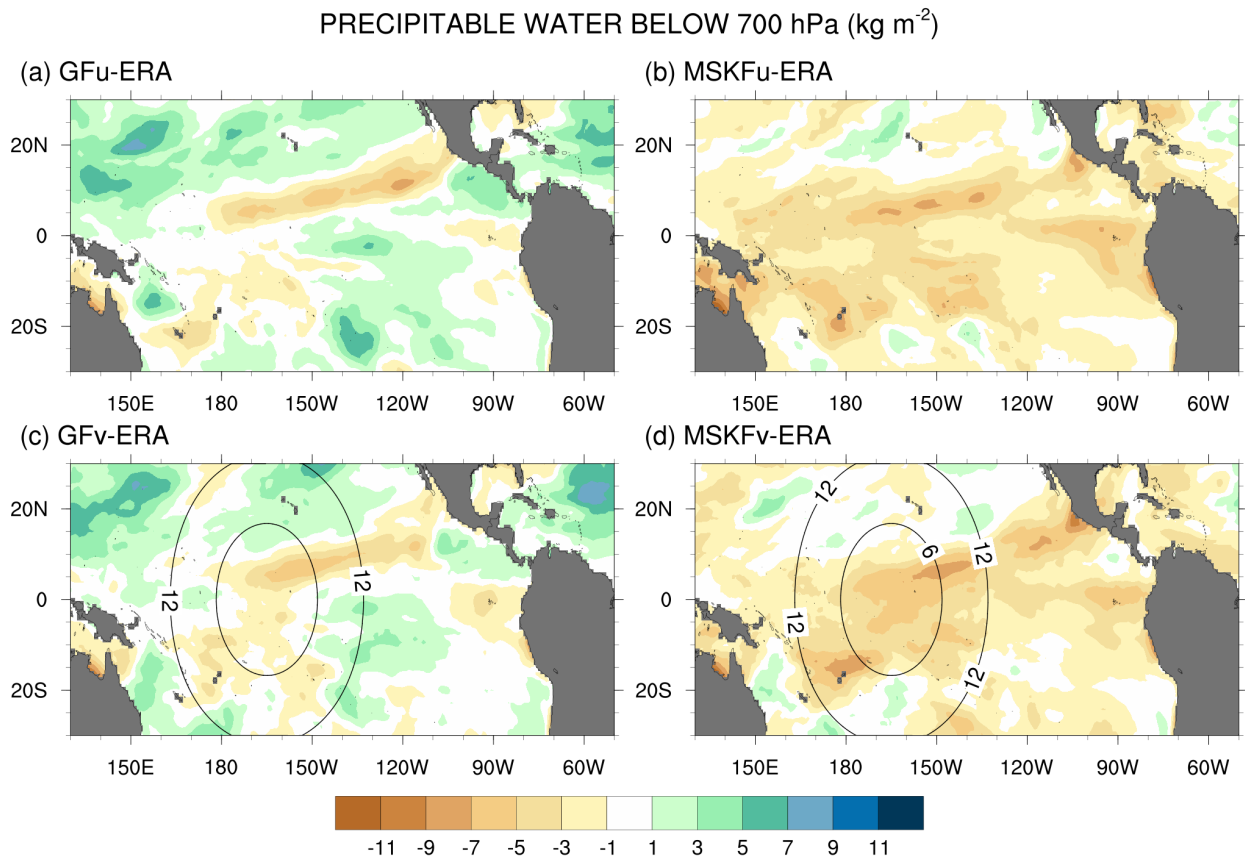 PRECIPITABLE WATER BELOW 700 hPa (kg m⁻²)
(a) GFu-ERA
(b) MSKFu-ERA
20N
0
20S
20N
0
20S
150E 180 150W 120W 90W 60W
150E 180 150W 120W 90W 60W
(c) GFv-ERA
(d) MSKFv-ERA
20N
0
20S
12
12
20N
0
20S
12
6
12
12
12
150E 180 150W 120W 90W 60W
150E 180 150W 120W 90W 60W
-11 -9 -7 -5 -3 -1 1 3 5 7 9 11